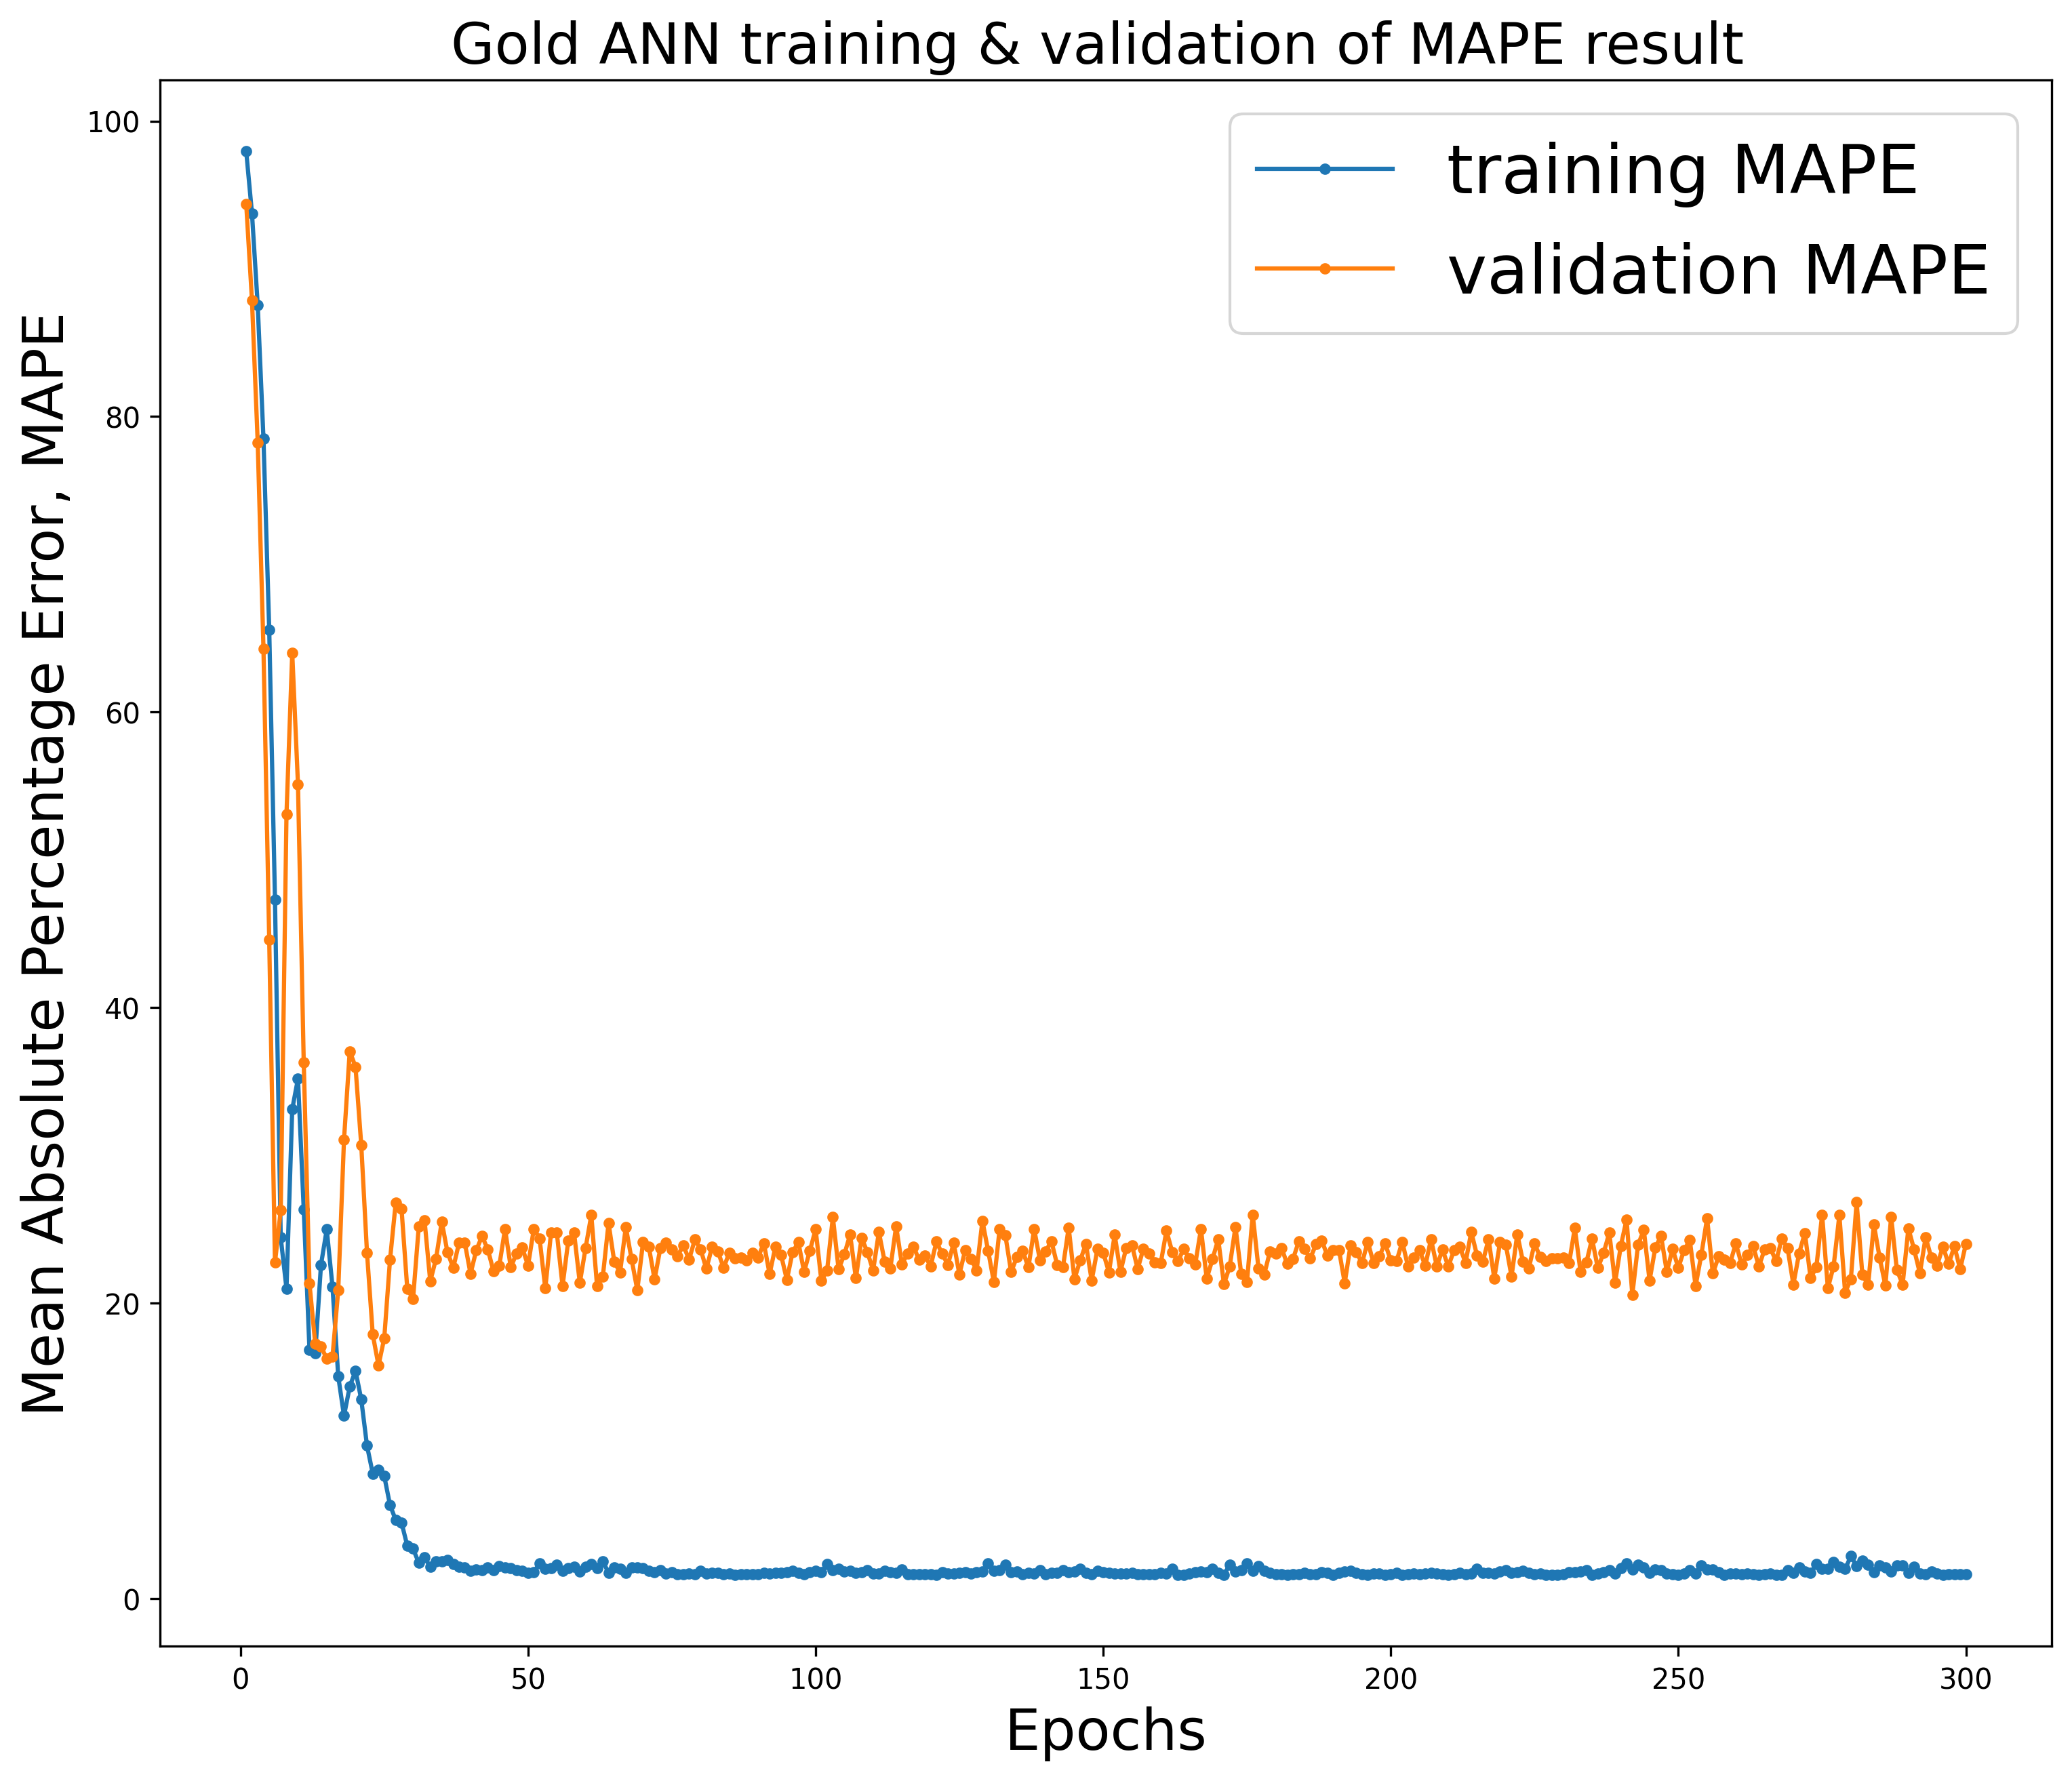 Gold ANN training & validation of MAPE result
training MAPE
validation MAPE
Mean Absolute Percentage Error, MAPE
100
80
60
40
20
0
0 50 100 150 200 250 300
Epochs